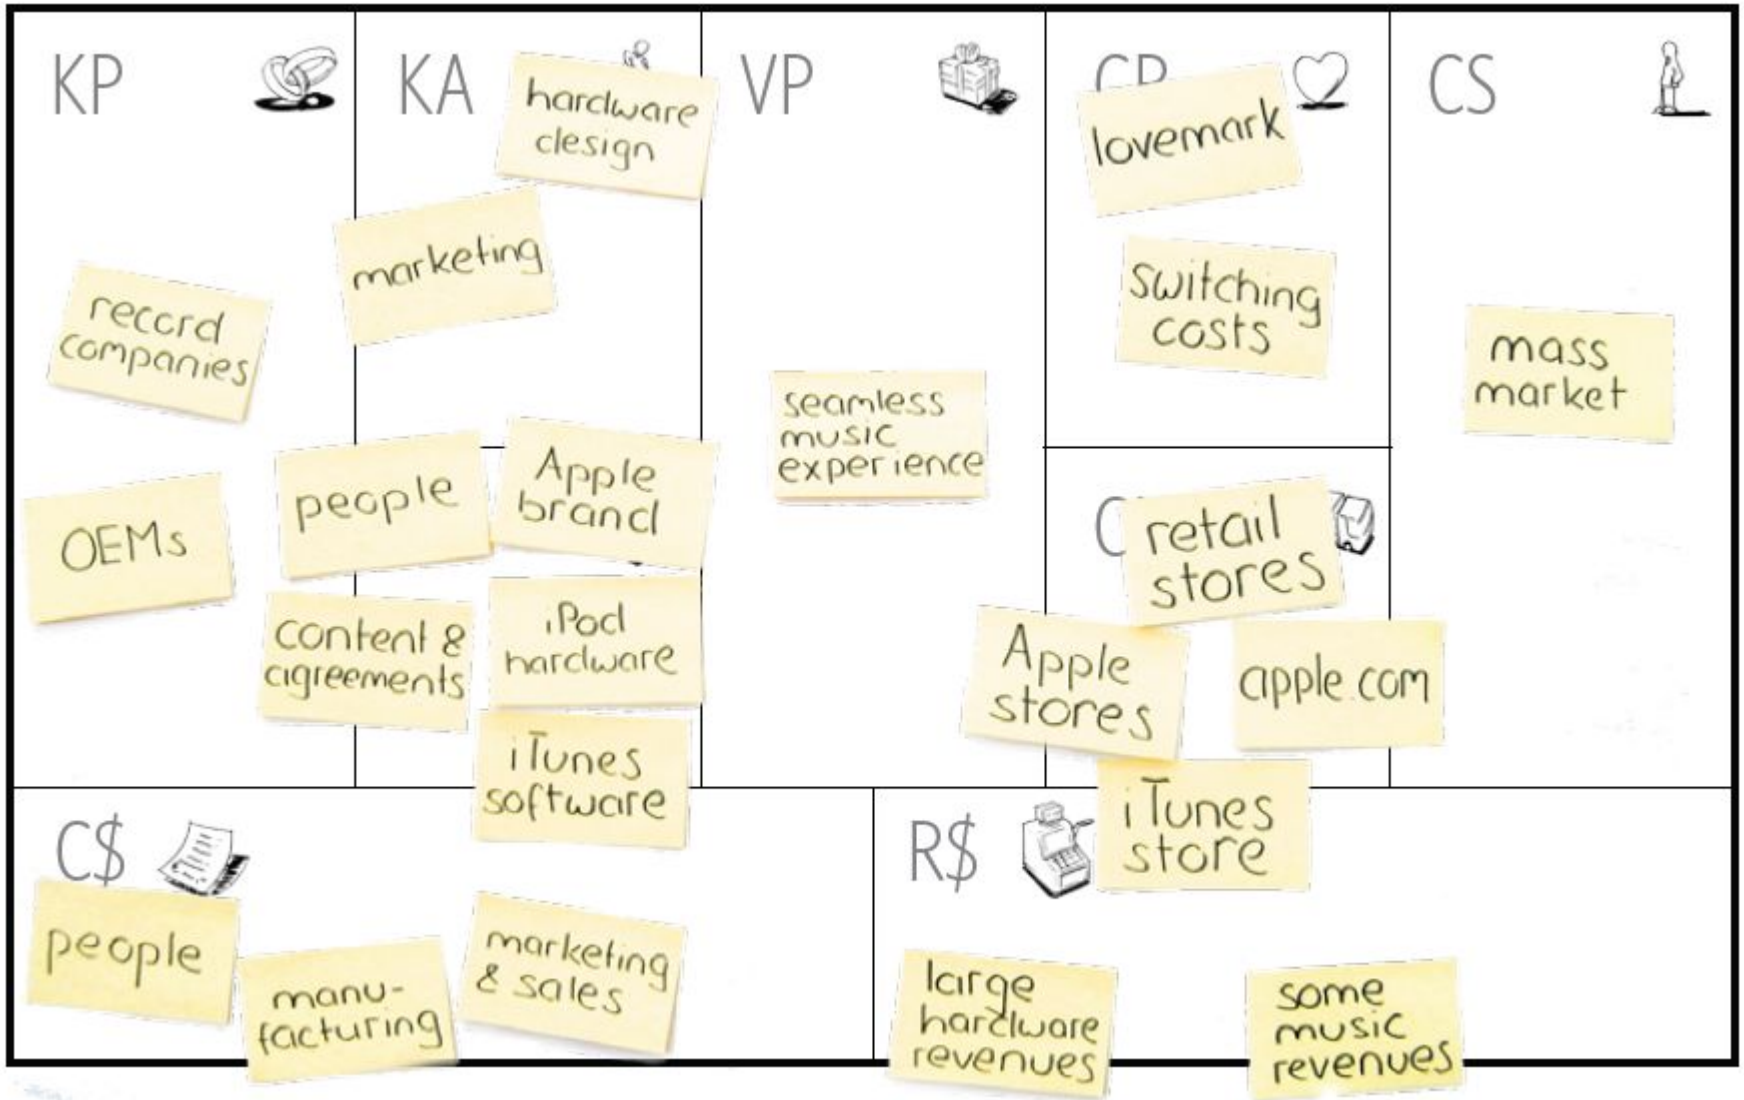 KP
KA
hardware
design
marketing
VP
CR
lovemark
switching
costs
CS
record
companies
OEMs
people
Apple
brand
content &
agreements
iPod
hardware
iTunes
software
seamless
music
experience
retail
stores
Apple
stores
apple.com
iTunes
store
mass
market
C$
people
manu-
facturing
marketing
& sales
R$
large
hardware
revenues
some
music
revenues